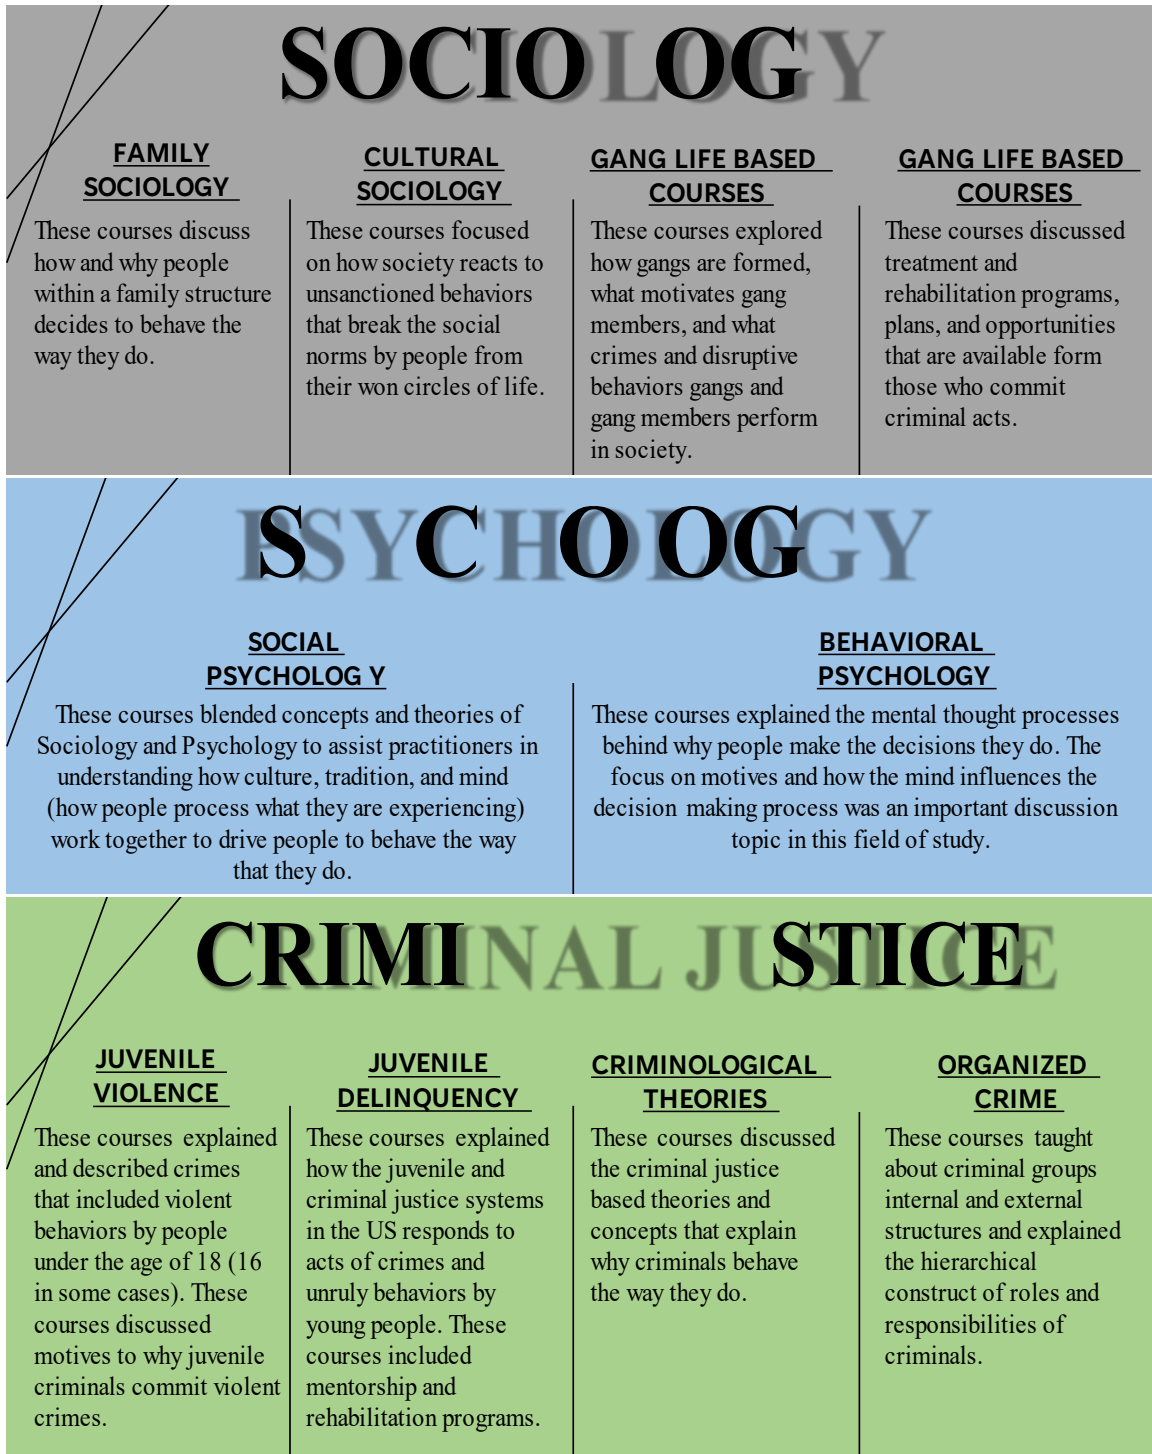 SOCIOLOGY
FAMILY
SOCIOLOGY
These courses discuss
how and why people
within a family structure
decides to behave the
way they do.
CULTURAL
SOCIOLOGY
These courses focused
on how society reacts to
unsanctioned behaviors
that break the social
norms by people from
their won circles of life.
GANG LIFE BASED
COURSES
These courses explored
how gangs are formed,
what motivates gang
members, and what
crimes and disruptive
behaviors gangs and
gang members perform
in society.
GANG LIFE BASED
COURSES
These courses discussed
treatment and
rehabilitation programs,
plans, and opportunities
that are available form
those who commit
criminal acts.
PSYCHOLOGY
SOCIAL
PSYCHOLOG Y
These courses blended concepts and theories of
Sociology and Psychology to assist practitioners in
understanding how culture, tradition, and mind
(how people process what they are experiencing)
work together to drive people to behave the way
that they do.
BEHAVIORAL
PSYCHOLOGY
These courses explained the mental thought processes
behind why people make the decisions they do. The
focus on motives and how the mind influences the
decision making process was an important discussion
topic in this field of study.
CRIMINAL JUSTICE
JUVENILE
VIOLENCE
These courses explained
and described crimes
that included violent
behaviors by people
under the age of 18 (16
in some cases). These
courses discussed
motives to why juvenile
criminals commit violent
crimes.
JUVENILE
DELINQUENCY
These courses explained
how the juvenile and
criminal justice systems
in the US responds to
acts of crimes and
unruly behaviors by
young people. These
courses included
mentorship and
rehabilitation programs.
CRIMINOLOGICAL
THEORIES
These courses discussed
the criminal justice
based theories and
concepts that explain
why criminals behave
the way they do.
ORGANIZED
CRIME
These courses taught
about criminal groups
internal and external
structures and explained
the hierarchical
construct of roles and
responsibilities of
criminals.